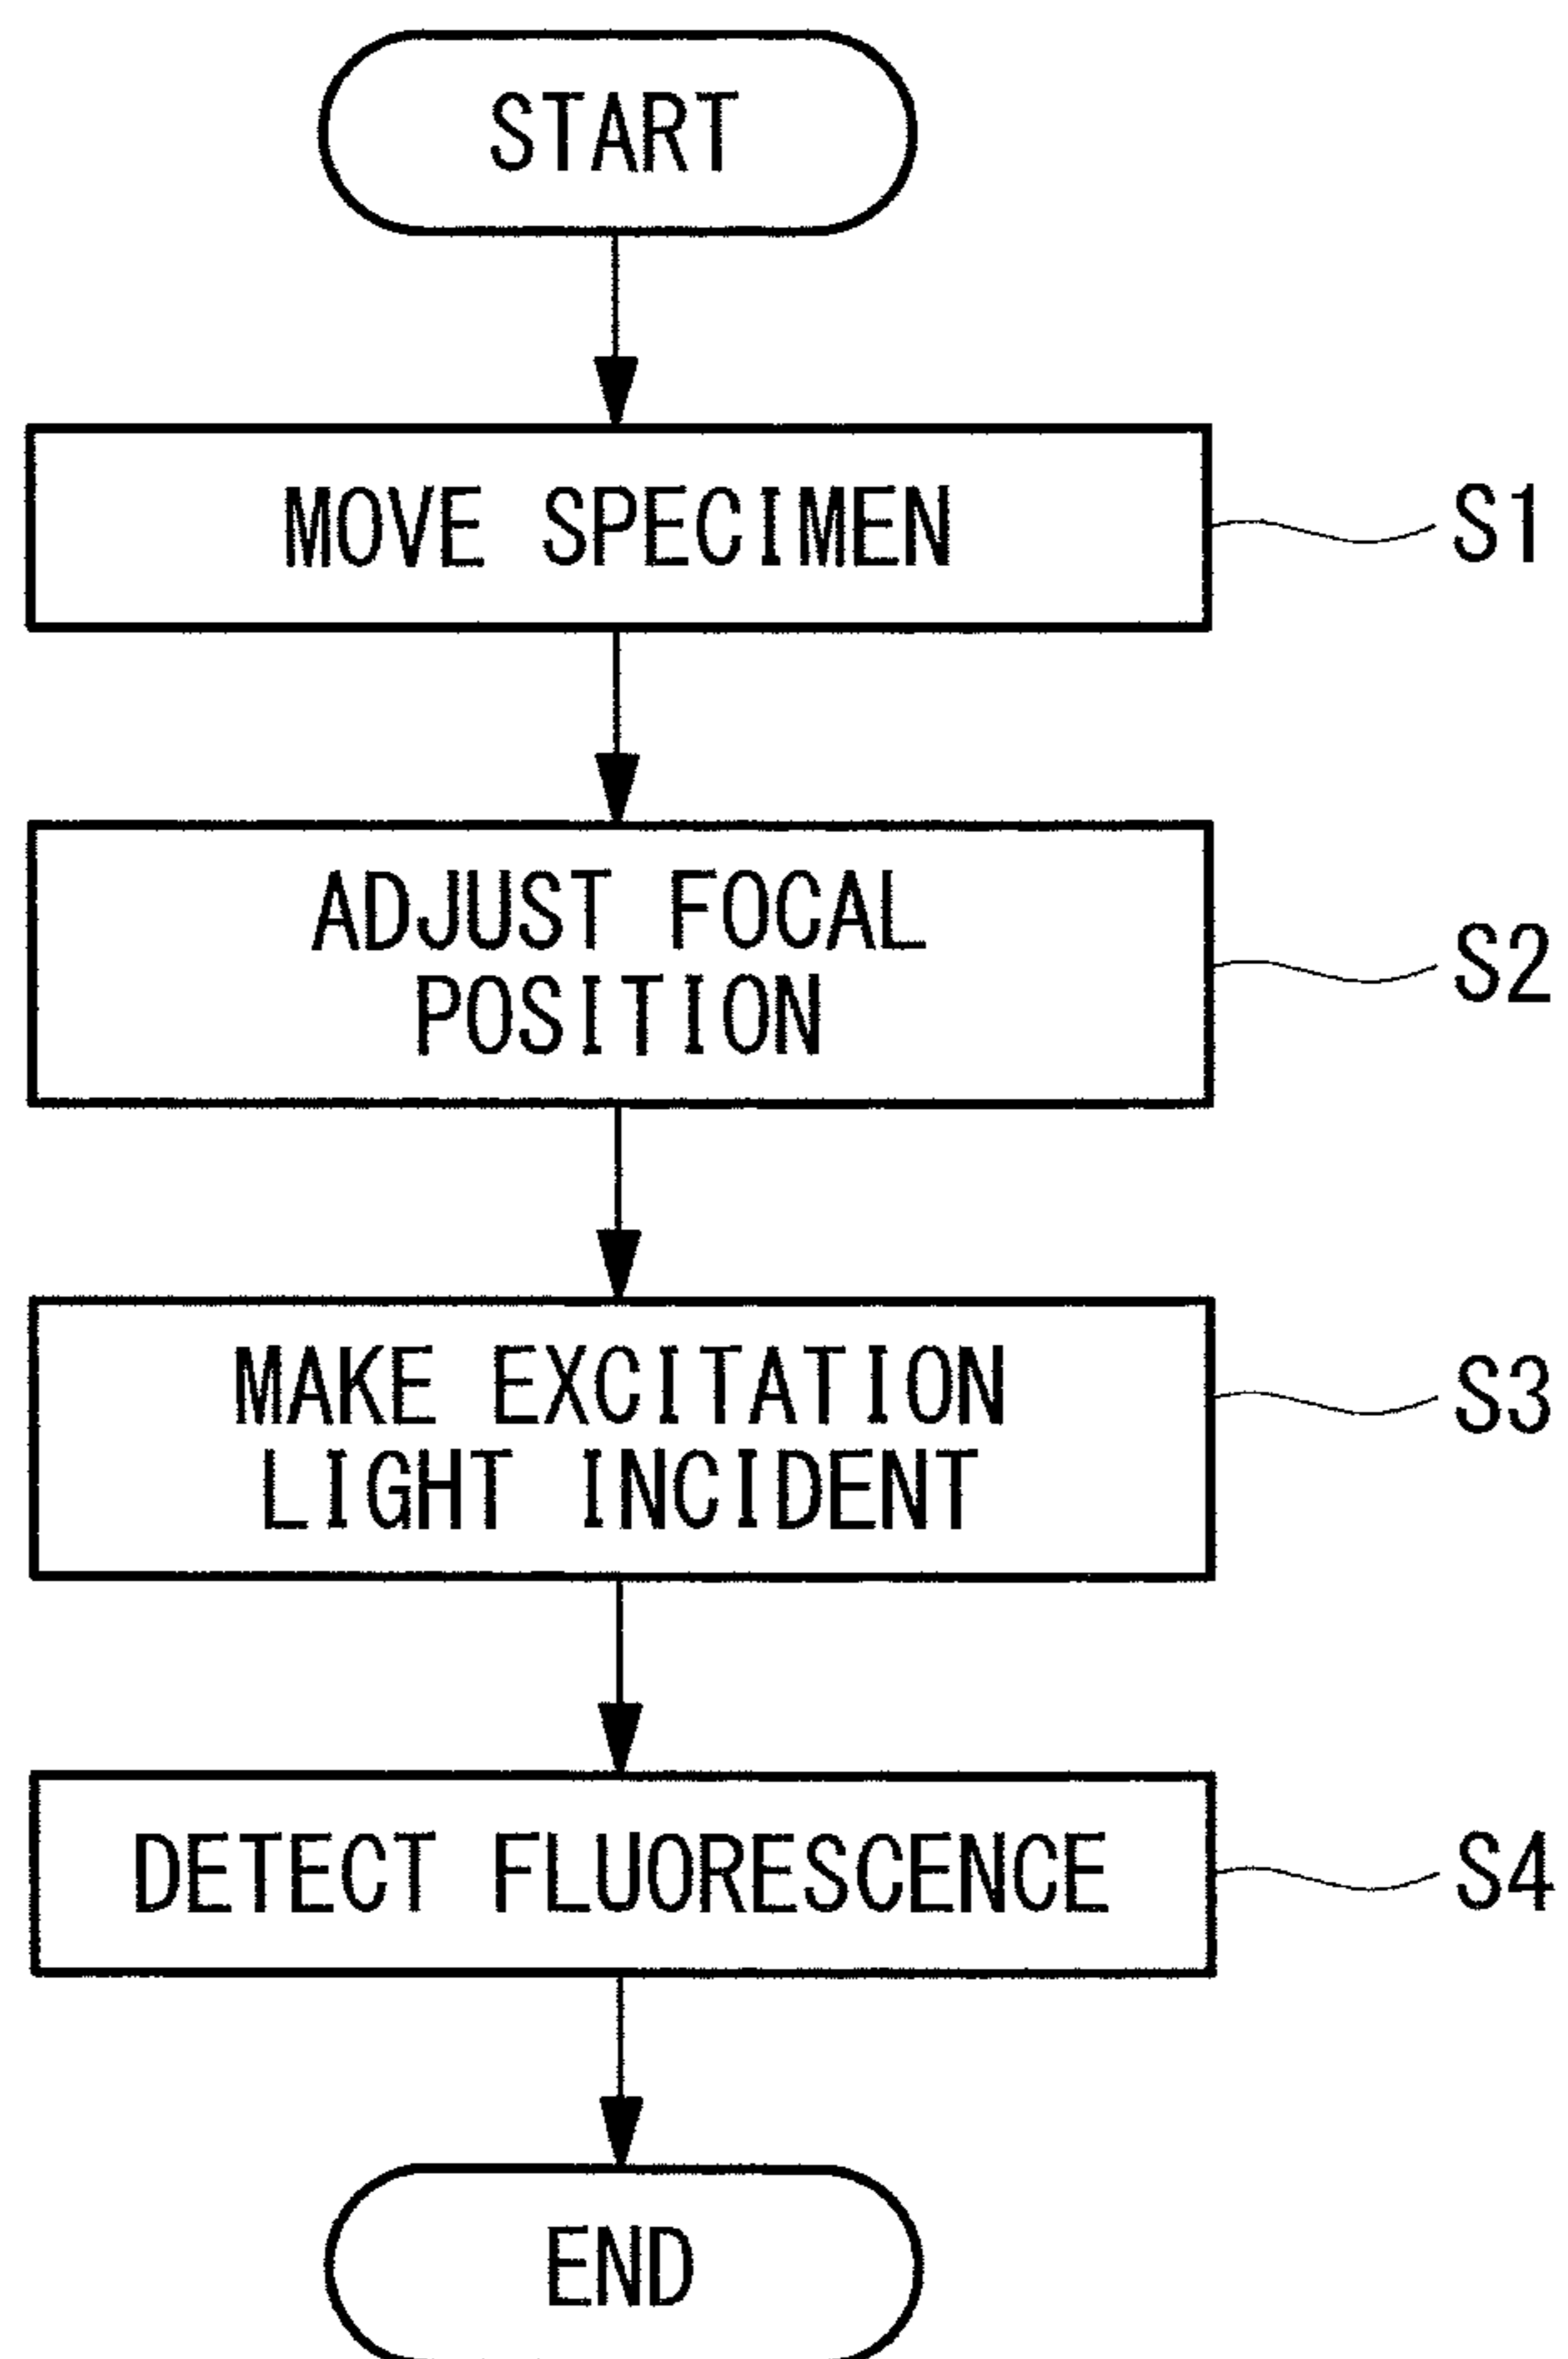 START
MOVE SPECIMEN
S1
ADJUST FOCAL
POSITION
S2
MAKE EXCITATION
LIGHT INCIDENT
S3
DETECT FLUORESCENCE
S4
END